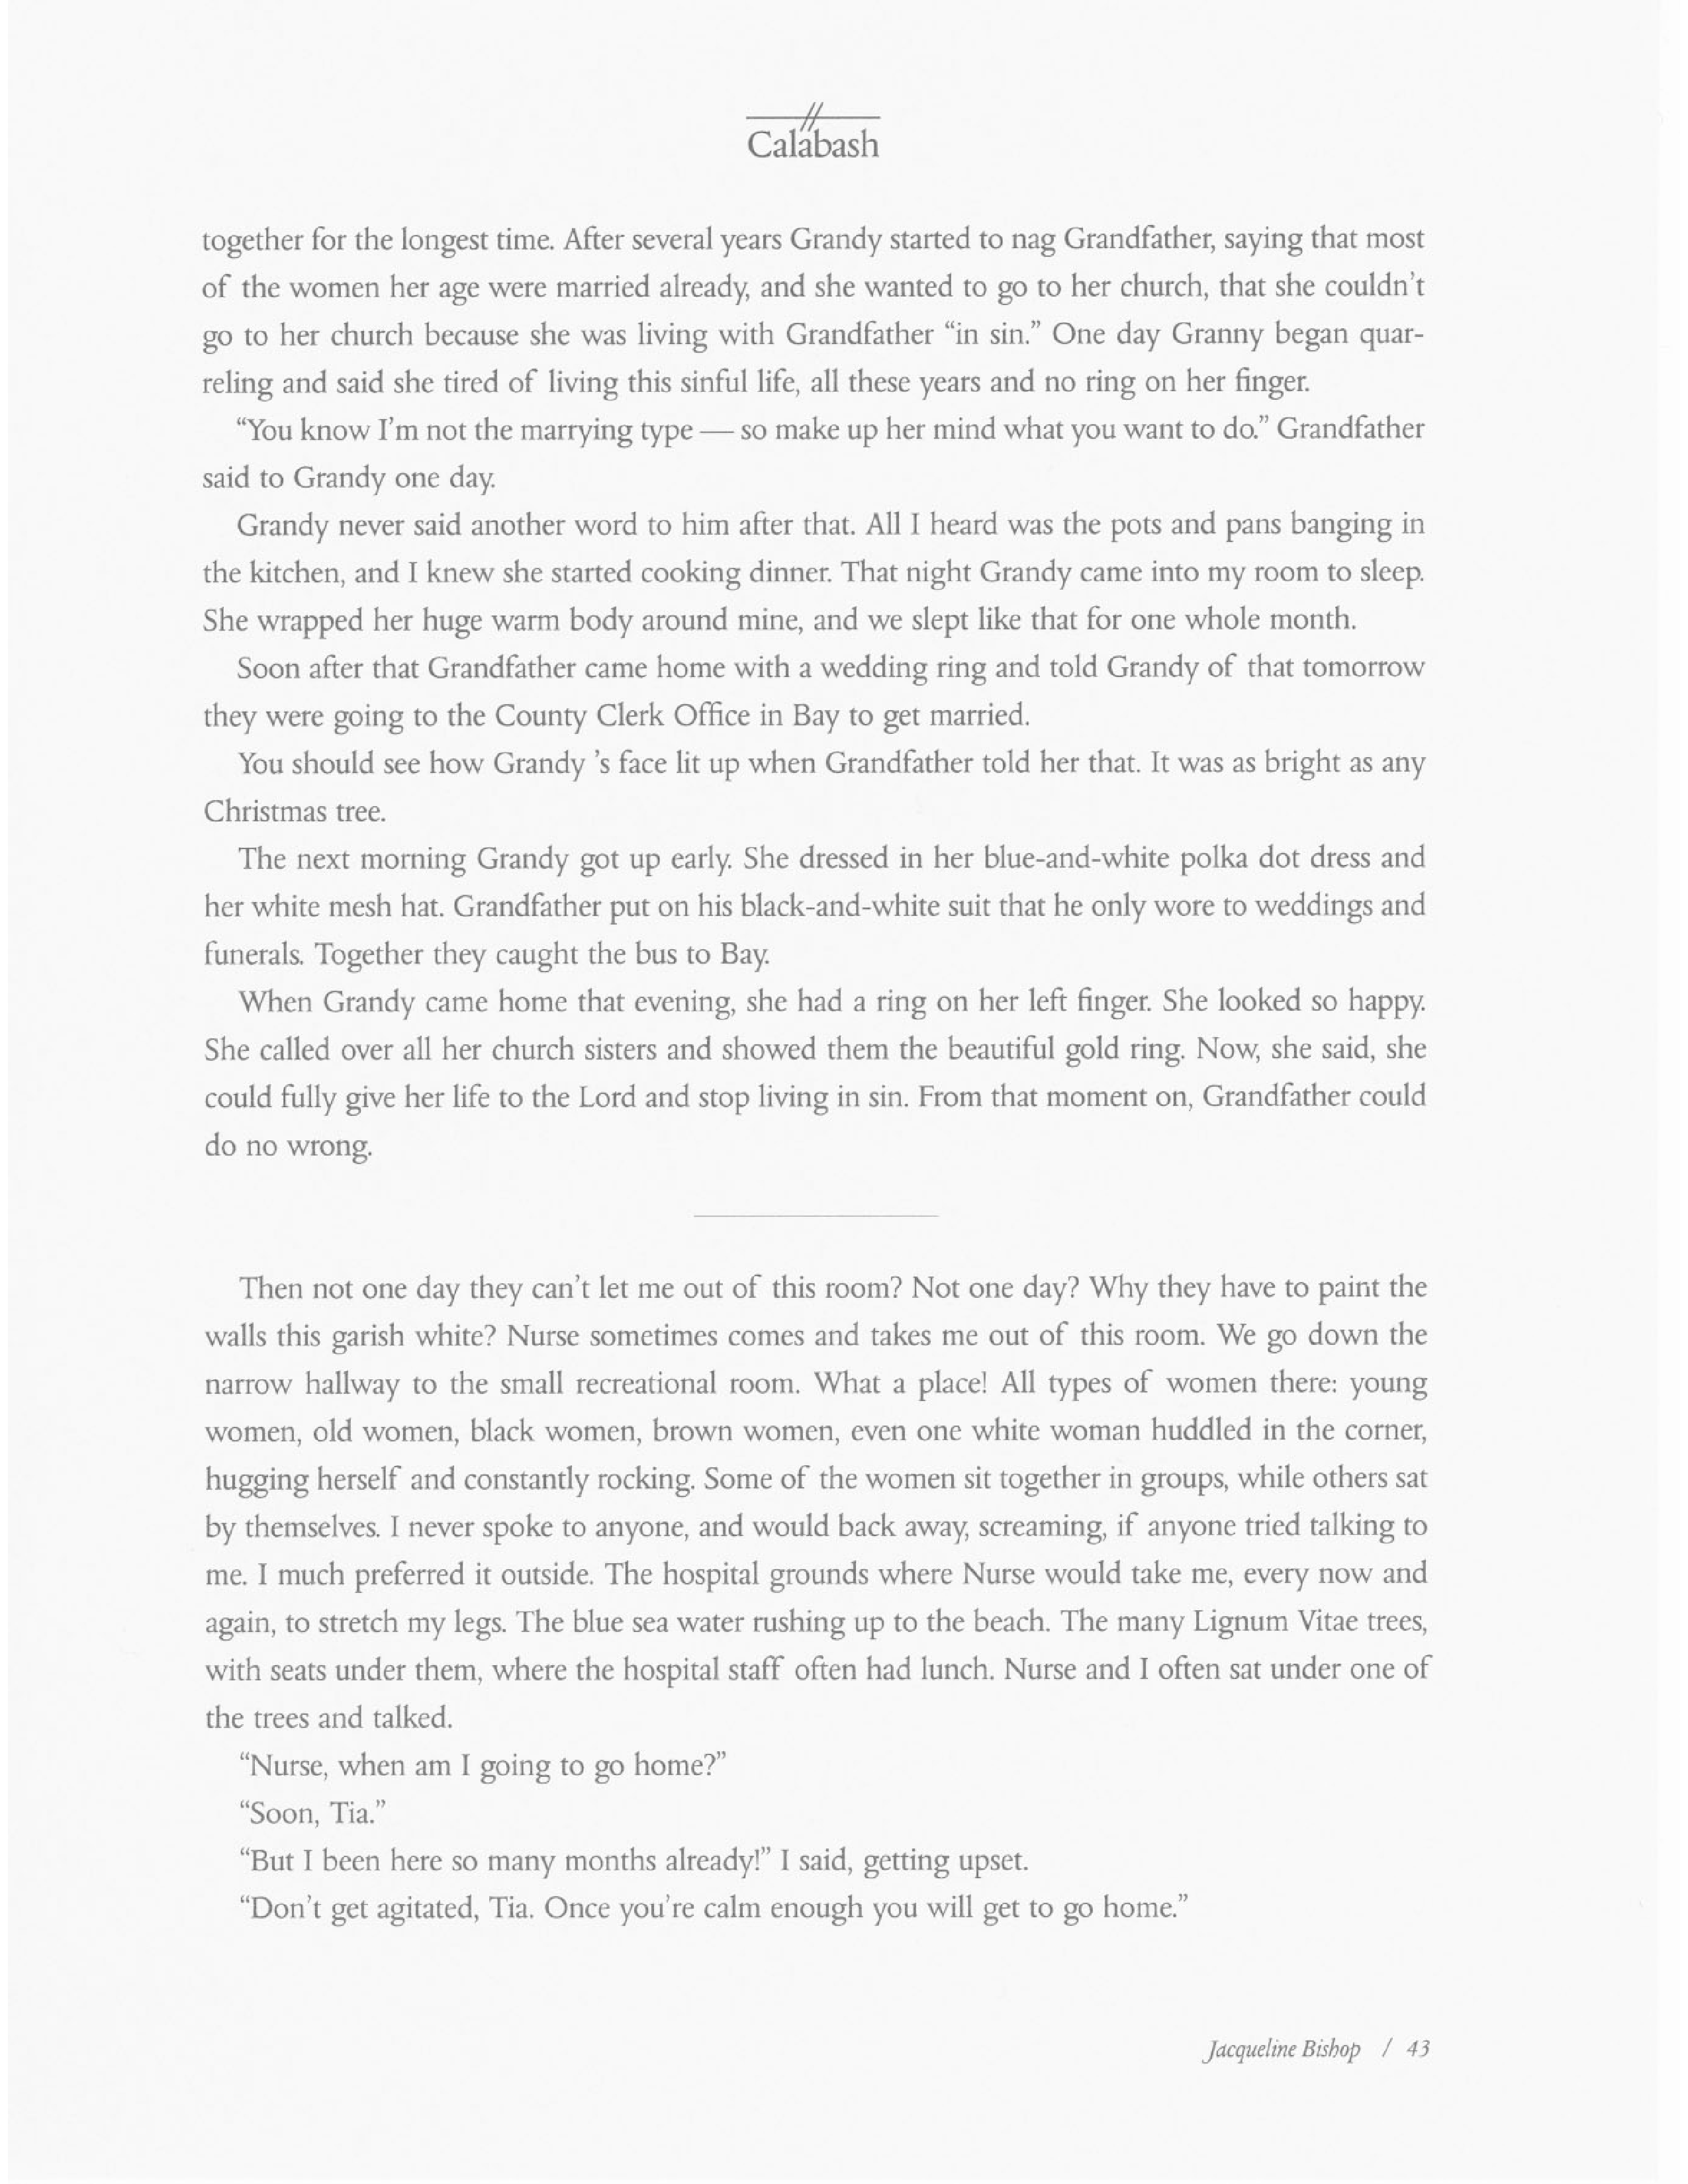 Calabash
together for the longest time. After several years Grandy started to nag Grandfather, saying that most
of the women her age were married already, and she wanted to go to her church, that she couldn't
go to her church because she was living with Grandfather “in sin.” One day Granny began quar-
reling and said she tired of living this sinful life, all these years and no ring on her finger.
“You know I'm not the marrying type — so make up her mind what you want to do.” Grandfather
said to Grandy one day.
Grandy never said another word to him after that. All I heard was the pots and pans banging in
the kitchen, and I knew she started cooking dinner. That night Grandy came into my room to sleep.
She wrapped her huge warm body around mine, and we slept like that for one whole month.
Soon after that Grandfather came home with a wedding ring and told Grandy of that tomorrow
they were going to the County Clerk Office in Bay to get married.
You should see how Grandy 's face lit up when Grandfather told her that. It was as bright as any
Christmas tree.
The next morning Grandy got up early. She dressed in her blue-and-white polka dot dress and
her white mesh hat. Grandfather put on his black-and-white suit that he only wore to weddings and
funerals. Together they caught the bus to Bay.
When Grandy came home that evening, she had a ring on her left finger. She looked so happy.
She called over all her church sisters and showed them the beautiful gold ring. Now, she said, she
could fully give her life to the Lord and stop living in sin. From that moment on, Grandfather could
do no wrong.
Then not one day they can't let me out of this room? Not one day? Why they have to paint the
walls this garish white? Nurse sometimes comes and takes me out of this room. We go down the
narrow hallway to the small recreational room. What a place! All types of women there: young
women, old women, black women, brown women, even one white woman huddled in the corner,
hugging herself and constantly rocking. Some of the women sit together in groups, while others sat
by themselves. I never spoke to anyone, and would back away, screaming, if anyone tried talking to
me. I much preferred it outside. The hospital grounds where Nurse would take me, every now and
again, to stretch my legs. The blue sea water rushing up to the beach. The many Lignum Vitae trees,
with seats under them, where the hospital staff often had lunch. Nurse and I often sat under one of
the trees and talked.
“Nurse, when am I going to go home?”
“Soon, Tia.”
“But I been here so many months already!” I said, getting upset.
“Don't get agitated, Tia. Once you're calm enough you will get to go home.”
Jacqueline Bishop / 43